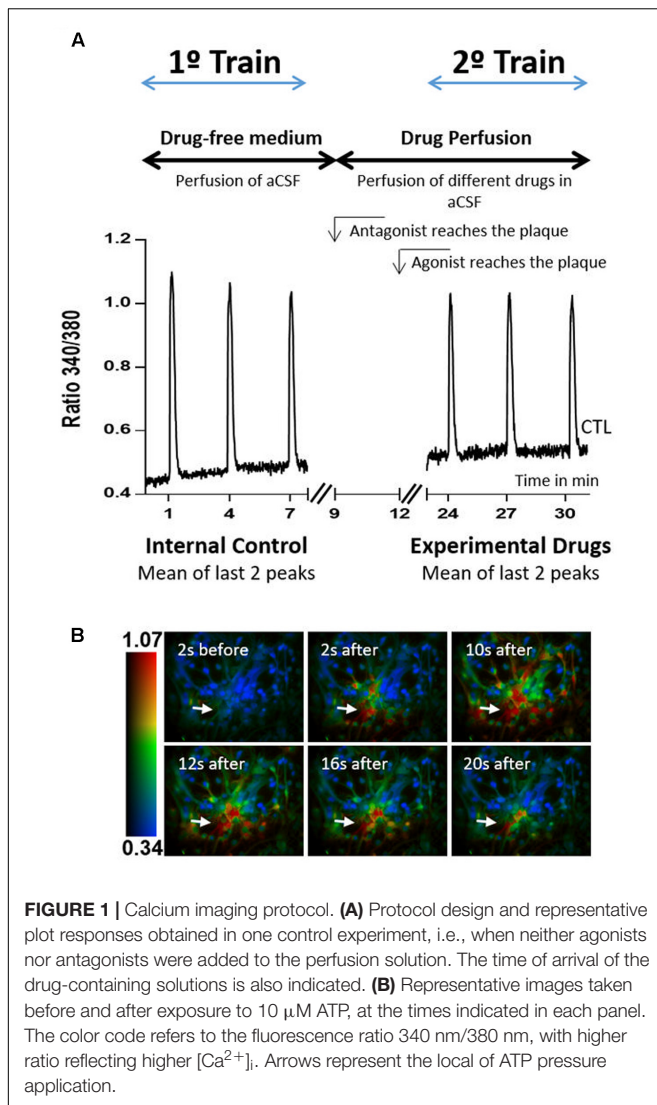 A
1º Train 2º Train
Drug-free medium Drug Perfusion
Perfusion of aCSF Perfusion of different drugs in
aCSF
Antagonist reaches the plaque
Agonist reaches the plaque
Ratio 340/380
1.2
1.0
0.8
0.6
0.4
CTL
Time in min
1 4 7 9 12 24 27 30
Internal Control Experimental Drugs
Mean of last 2 peaks Mean of last 2 peaks
B
1.07
0.34
2s before 2s after 10s after
12s after 16s after 20s after
FIGURE 1 | Calcium imaging protocol. (A) Protocol design and representative
plot responses obtained in one control experiment, i.e., when neither agonists
nor antagonists were added to the perfusion solution. The time of arrival of the
drug-containing solutions is also indicated. (B) Representative images taken
before and after exposure to 10 μM ATP, at the times indicated in each panel.
The color code refers to the fluorescence ratio 340 nm/380 nm, with higher
ratio reflecting higher [Ca²⁺]ᵢ. Arrows represent the local of ATP pressure
application.